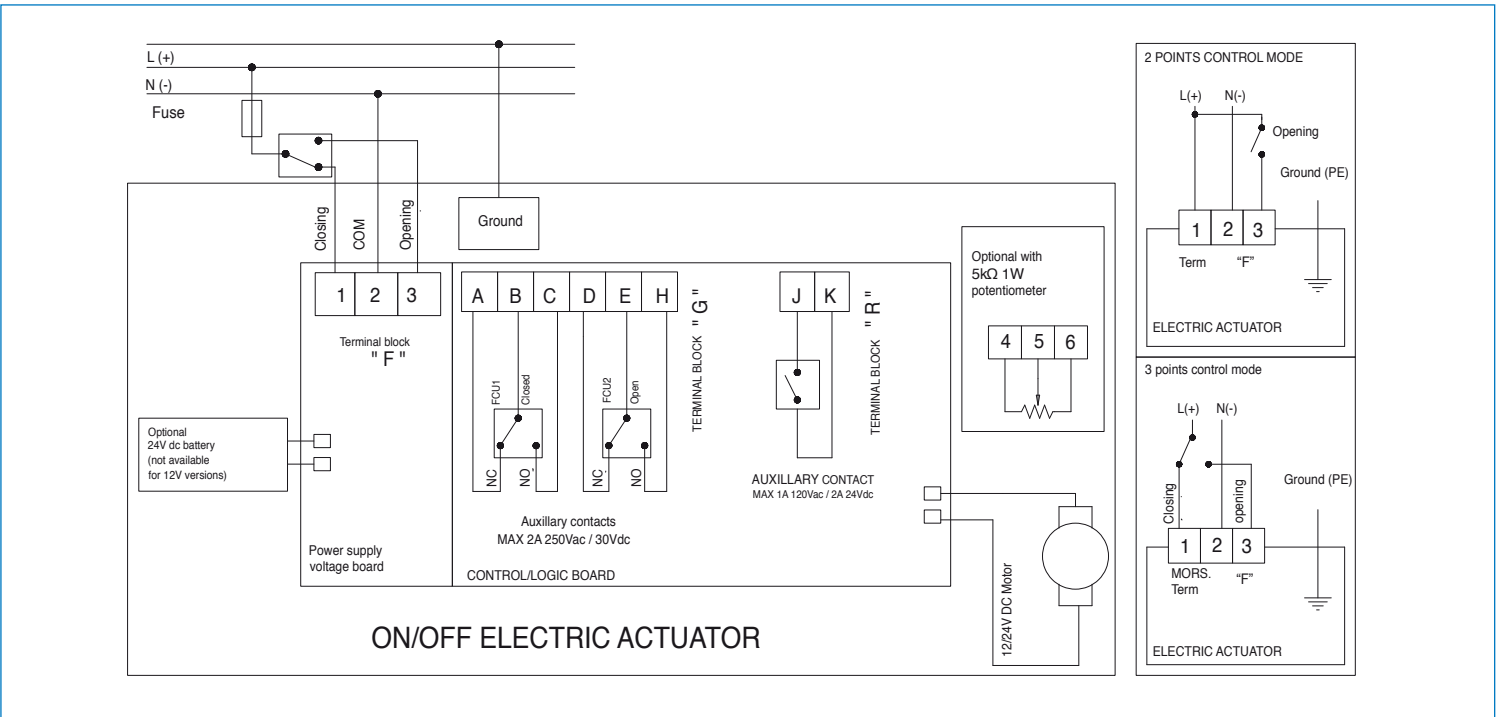 L (+)
N (-)
Fuse
Closing
COM
Opening
Ground
1 2 3
Terminal block
" F "
A B C D E H
TERMINAL BLOCK " G "
FCU1
Closed
NC
NO
FCU2
Open
NC
NO
Auxillary contacts
MAX 2A 250Vac / 30Vdc
J K
TERMINAL BLOCK " R "
AUXILLARY CONTACT
MAX 1A 120Vac / 2A 24Vdc
Optional with
5kΩ 1W
potentiometer
4 5 6
Optional
24V dc battery
(not available
for 12V versions)
Power supply
voltage board
CONTROL/LOGIC BOARD
12/24V DC Motor
ON/OFF ELECTRIC ACTUATOR
2 POINTS CONTROL MODE
L(+) N(-)
Opening
Ground (PE)
1 2 3
Term "F"
ELECTRIC ACTUATOR
3 points control mode
L(+) N(-)
Ground (PE)
Closing
opening
1 2 3
MORS.
Term "F"
ELECTRIC ACTUATOR